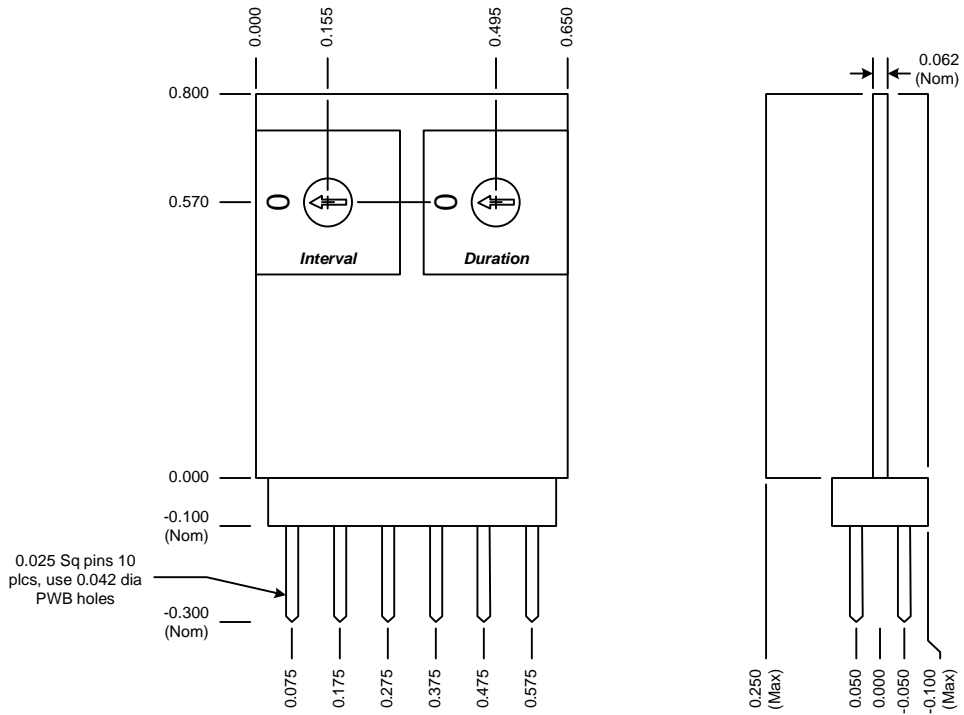 0.000
0.155
0.495
0.650
0.062
(Nom)
0.800
0.570
0
0
Interval
Duration
0.000
-0.100
(Nom)
0.025 Sq pins 10
plcs, use 0.042 dia
PWB holes
-0.300
(Nom)
0.075
0.175
0.275
0.375
0.475
0.575
0.250
(Max)
0.050
0.000
-0.050
-0.100
(Max)